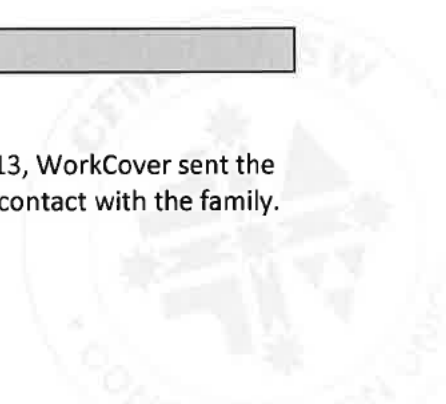 13, WorkCover sent the
contact with the family.